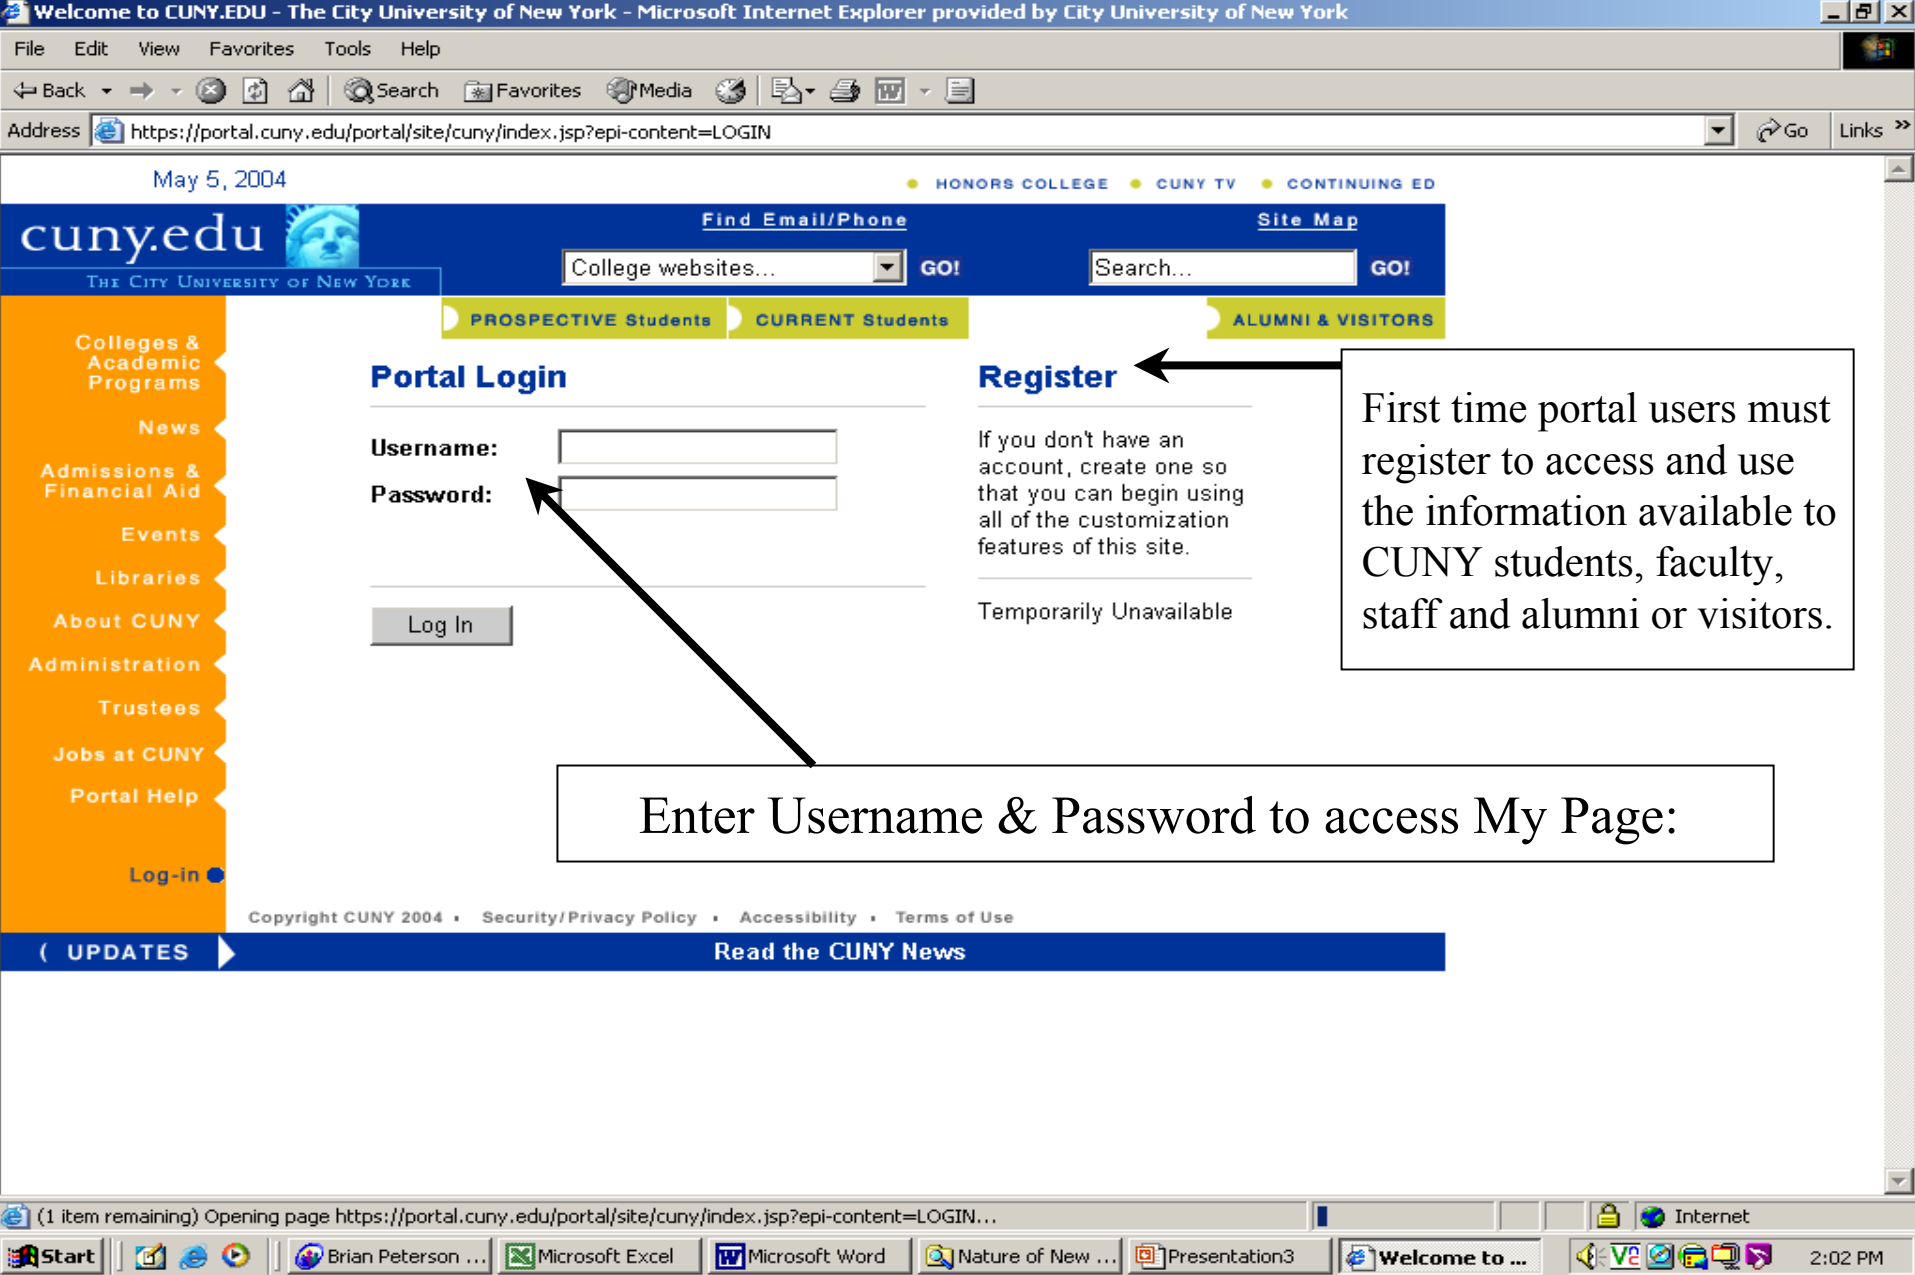 Welcome to CUNY.EDU - The City University of New York - Microsoft Internet Explorer provided by City University of New York
File Edit View Favorites Tools Help
Back Search Favorites Media
Address https://portal.cuny.edu/portal/site/cuny/index.jsp?epi-content=LOGIN Go Links »
May 5, 2004
HONORS COLLEGE CUNY TV CONTINUING ED
cuny.edu
THE CITY UNIVERSITY OF NEW YORK
Find Email/Phone
Site Map
College websites... GO!
Search... GO!
PROSPECTIVE Students CURRENT Students ALUMNI & VISITORS
Colleges &
Academic
Programs
News
Admissions &
Financial Aid
Events
Libraries
About CUNY
Administration
Trustees
Jobs at CUNY
Portal Help
Log-in
Portal Login
Username:
Password:
Log In
Register
If you don't have an
account, create one so
that you can begin using
all of the customization
features of this site.
Temporarily Unavailable
First time portal users must
register to access and use
the information available to
CUNY students, faculty,
staff and alumni or visitors.
Enter Username & Password to access My Page:
Copyright CUNY 2004 Security/Privacy Policy Accessibility Terms of Use
( UPDATES Read the CUNY News
(1 item remaining) Opening page https://portal.cuny.edu/portal/site/cuny/index.jsp?epi-content=LOGIN... Internet
Start Brian Peterson ... Microsoft Excel Microsoft Word Nature of New ... Presentation3 Welcome to ... 2:02 PM